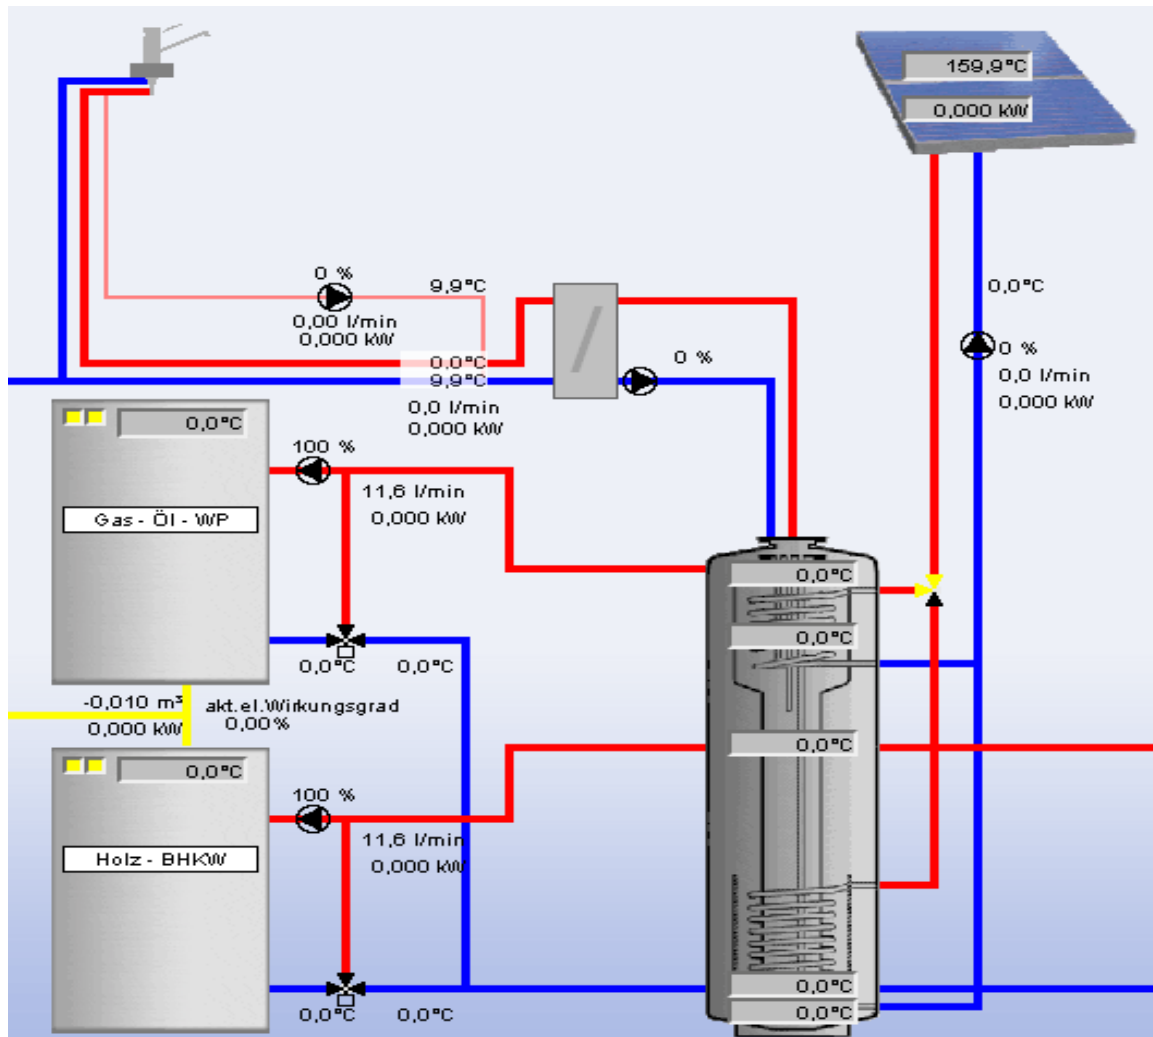 159,9°C
0,000 kW
0 %
9,9°C
0,00 l/min
0,000 kW
0,0°C
0,0°C
9,9°C
0 %
0 %
0,0 l/min
0,000 kW
0,0 l/min
0,000 kW
0,0°C
100 %
11,6 l/min
0,000 kW
Gas - Öl - WP
0,0°C
0,0°C
0,0°C
0,0°C
-0,010 m³
akt.el.Wirkungsgrad
0,000 kW
0,00%
0,0°C
0,0°C
100 %
11,6 l/min
0,000 kW
Holz - BHKW
0,0°C
0,0°C
0,0°C
0,0°C